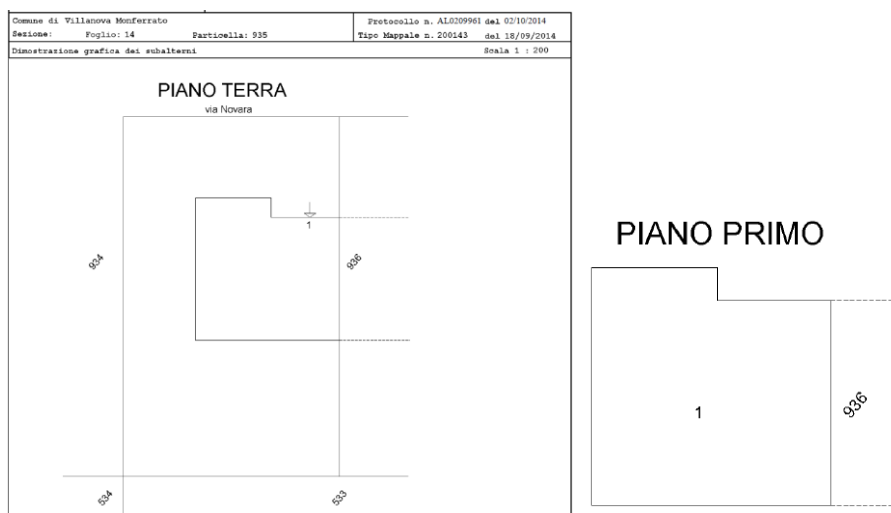 Comune di Villanova Monferrato
Protocollo n. AL0209961 del 02/10/2014
Sezione: Foglio: 14 Particella: 935
Tipo Mappale n. 200143 del 18/09/2014
Dimostrazione grafica dei subalterni
Scala 1 : 200
PIANO TERRA
via Novara
1
934
936
534
533
PIANO PRIMO
1
936